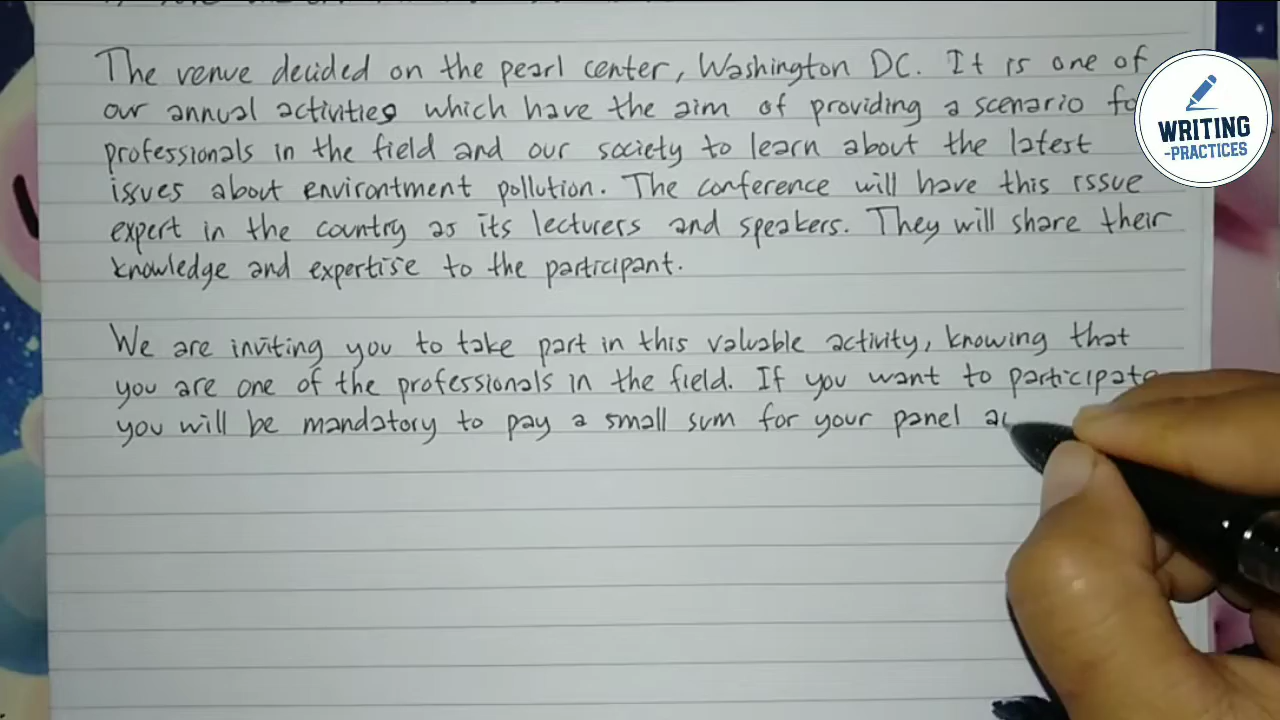 The venue decided on the pearl center, Washington DC. It is one of
our annual activities which have the aim of providing a scenario fo
professionals in the field and our society to learn about the latest
issues about environtment pollution. The conference will have this issue
expert in the country as its lecturers and speakers. They will share their
knowledge and expertise to the participant.
We are inviting you to take part in this valuable activity, knowing that
you are one of the professionals in the field. If you want to participate
you will be mandatory to pay a small sum for your panel
WRITING
-PRACTICES